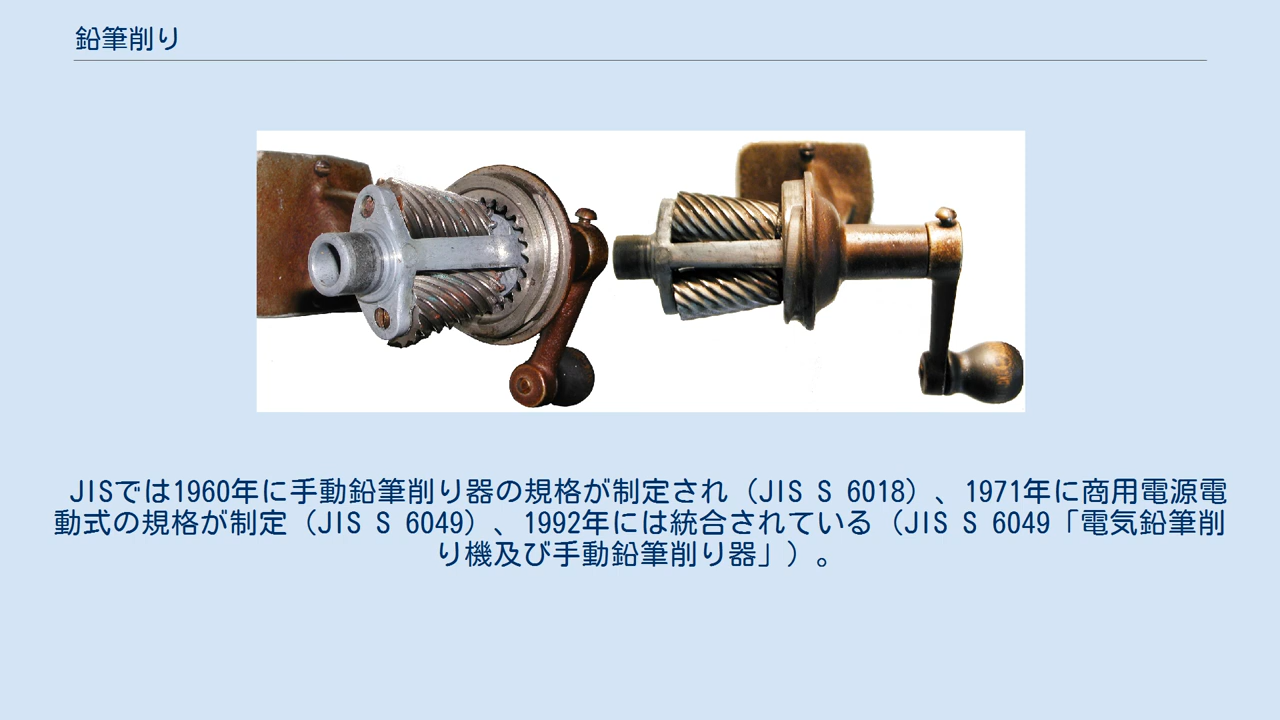 鉛筆削り
JISでは1960年に手動鉛筆削り器の規格が制定され（JIS S 6018）、1971年に商用電源電
動式の規格が制定（JIS S 6049）、1992年には統合されている（JIS S 6049「電気鉛筆削
り機及び手動鉛筆削り器」）。